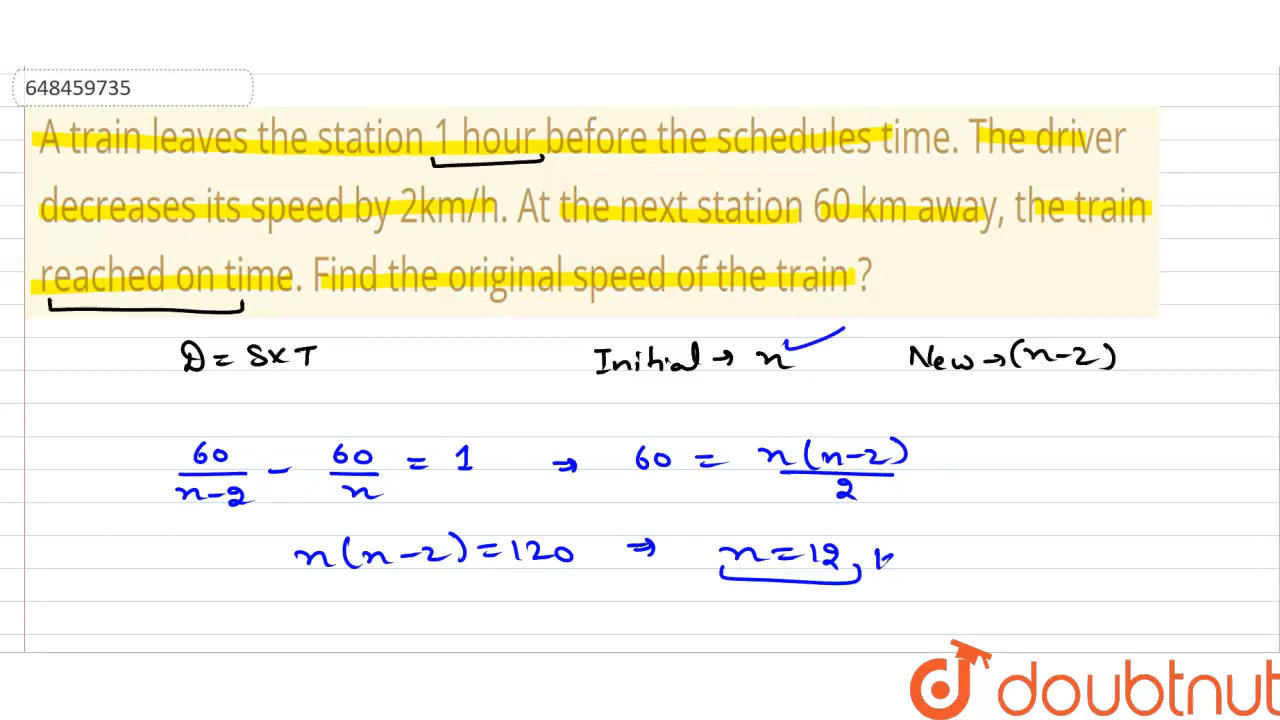 648459735
A train leaves the station 1 hour before the schedules time. The driver
decreases its speed by 2km/h. At the next station 60 km away, the train
reached on time. Find the original speed of the train ?
D = S×T Initial → x New → (x-2)
60/(x-2) - 60/x = 1 ⇒ 60 = x(x-2)/2
x(x-2) = 120 ⇒ x = 12, k
doubtnut